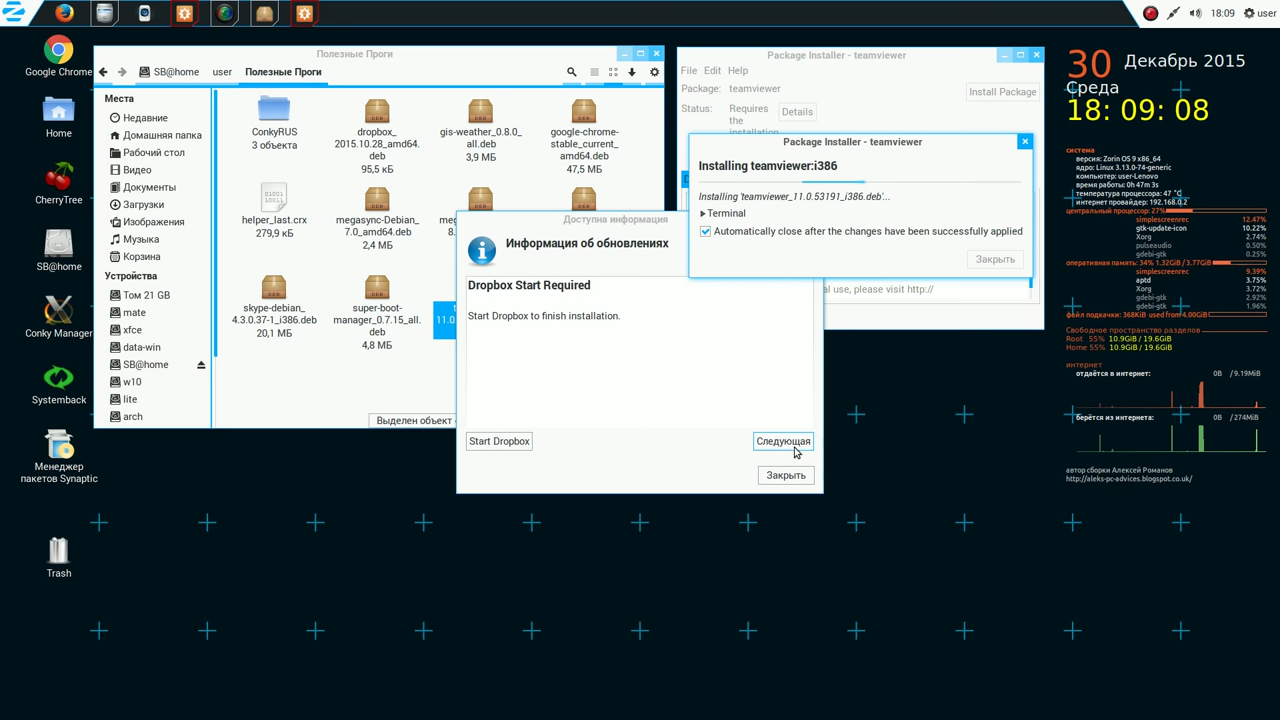 18:09
user
Google Chrome
Home
CherryTree
SB@home
Conky Manager
Systemback
Менеджер
пакетов Synaptic
Trash
Полезные Проги
SB@home
user
Полезные Проги
Места
Недавние
Домашняя папка
Рабочий стол
Видео
Документы
Загрузки
Изображения
Музыка
Корзина
Устройства
Том 21 GB
mate
xfce
data-win
SB@home
w10
lite
arch
ConkyRUS
3 объекта
dropbox_
2015.10.28_amd64.
deb
95,5 кБ
gis-weather_0.8.0_
all.deb
3,9 МБ
google-chrome-
stable_current_
amd64.deb
47,5 МБ
helper_last.crx
279,9 кБ
megasync-Debian_
7.0_amd64.deb
2,4 МБ
skype-debian_
4.3.0.37-1_i386.deb
20,1 МБ
super-boot-
manager_0.7.15_all.
deb
4,8 МБ
11.0
Выделен объект
Package Installer - teamviewer
File Edit Help
Package: teamviewer
Install Package
Status: Requires
the
installation
Details
al use, please visit http://
Package Installer - teamviewer
Installing teamviewer:i386
Installing 'teamviewer_11.0.53191_i386.deb'...
Terminal
Automatically close after the changes have been successfully applied
Закрыть
Доступна информация
Информация об обновлениях
Dropbox Start Required
Start Dropbox to finish installation.
Start Dropbox
Следующая
Закрыть
30 Декабрь 2015
Среда
18: 09: 08
система
версия: Zorin OS 9 x86_64
ядро: Linux 3.13.0-74-generic
компьютер: user-Lenovo
время работы: 0h 47m 3s
температура процессора: 47 °C
интернет провайдер: 192.168.0.2
центральный процессор: 27%
simplescreenrec 12.47%
gtk-update-icon 10.22%
Xorg 2.74%
pulseaudio 0.50%
gdebi-gtk 0.25%
оперативная память: 34% 1.32GiB / 3.77GiB
simplescreenrec 9.39%
aptd 3.75%
Xorg 3.72%
gdebi-gtk 2.92%
gdebi-gtk 1.96%
файл подкачки: 368KiB used from 4.00GiB
Свободное пространство разделов
Root 55% 10.9GiB / 19.6GiB
Home 55% 10.9GiB / 19.6GiB
интернет
отдаётся в интернет: 0B / 9.19MiB
берётся из интернета: 0B / 274MiB
автор сборки Алексей Романов
http://aleks-pc-advices.blogspot.co.uk/